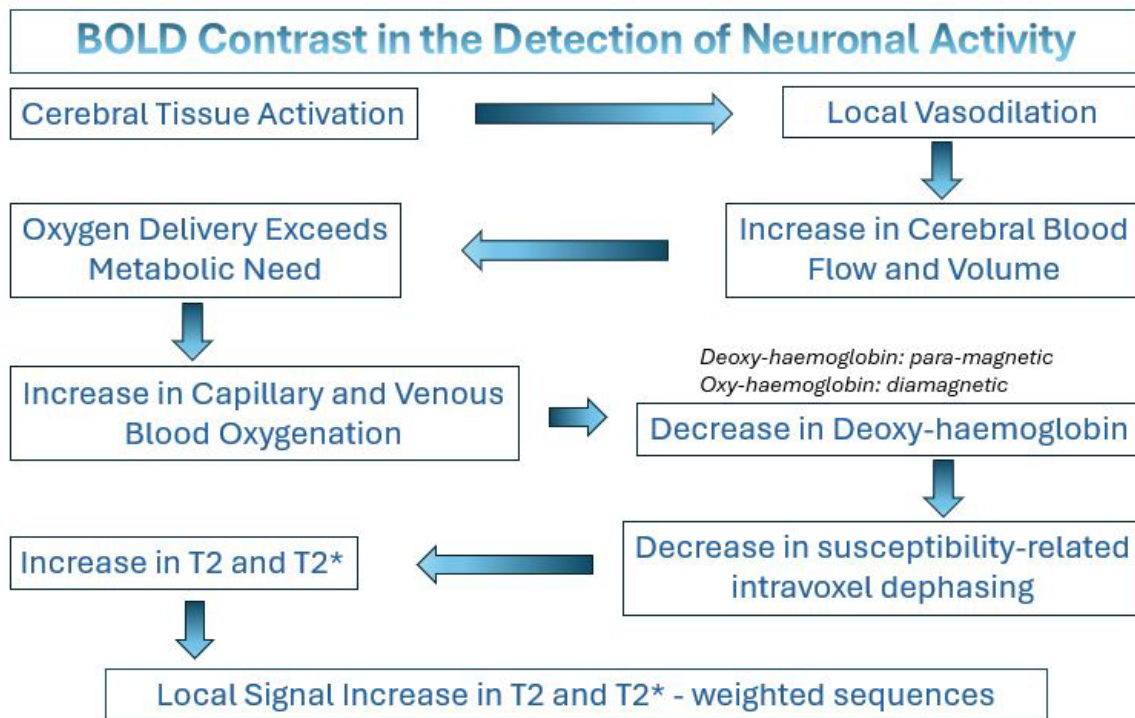 BOLD Contrast in the Detection of Neuronal Activity
Cerebral Tissue Activation
Local Vasodilation
Increase in Cerebral Blood
Flow and Volume
Oxygen Delivery Exceeds
Metabolic Need
Increase in Capillary and Venous
Blood Oxygenation
Deoxy-haemoglobin: para-magnetic
Oxy-haemoglobin: diamagnetic
Decrease in Deoxy-haemoglobin
Decrease in susceptibility-related
intravoxel dephasing
Increase in T2 and T2*
Local Signal Increase in T2 and T2* - weighted sequences